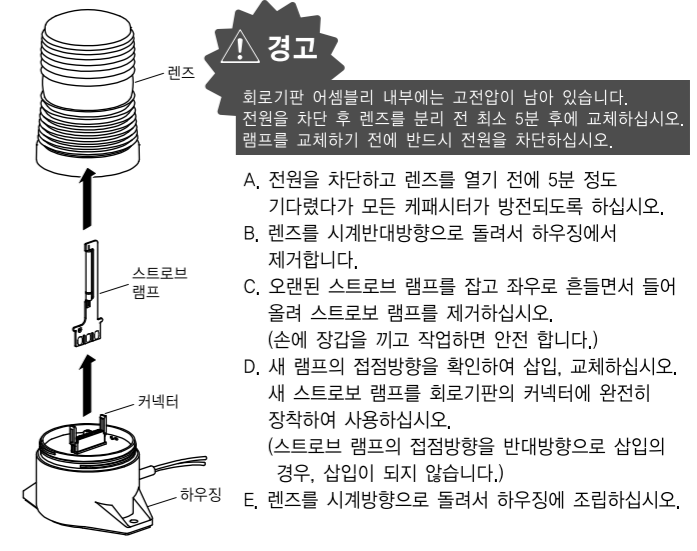 경고
회로기판 어셈블리 내부에는 고전압이 남아 있습니다.
전원을 차단 후 렌즈를 분리 전 최소 5분 후에 교체하십시오.
램프를 교체하기 전에 반드시 전원을 차단하십시오.
렌즈
스트로브
램프
커넥터
하우징
A. 전원을 차단하고 렌즈를 열기 전에 5분 정도
기다렸다가 모든 케패시터가 방전되도록 하십시오.
B. 렌즈를 시계반대방향으로 돌려서 하우징에서
제거합니다.
C. 오랜된 스트로브 램프를 잡고 좌우로 흔들면서 들어
올려 스트로보 램프를 제거하십시오.
(손에 장갑을 끼고 작업하면 안전 합니다.)
D. 새 램프의 접점방향을 확인하여 삽입, 교체하십시오.
새 스트로보 램프를 회로기판의 커넥터에 완전히
장착하여 사용하십시오.
(스트로브 램프의 접점방향을 반대방향으로 삽입의
경우, 삽입이 되지 않습니다.)
E. 렌즈를 시계방향으로 돌려서 하우징에 조립하십시오.